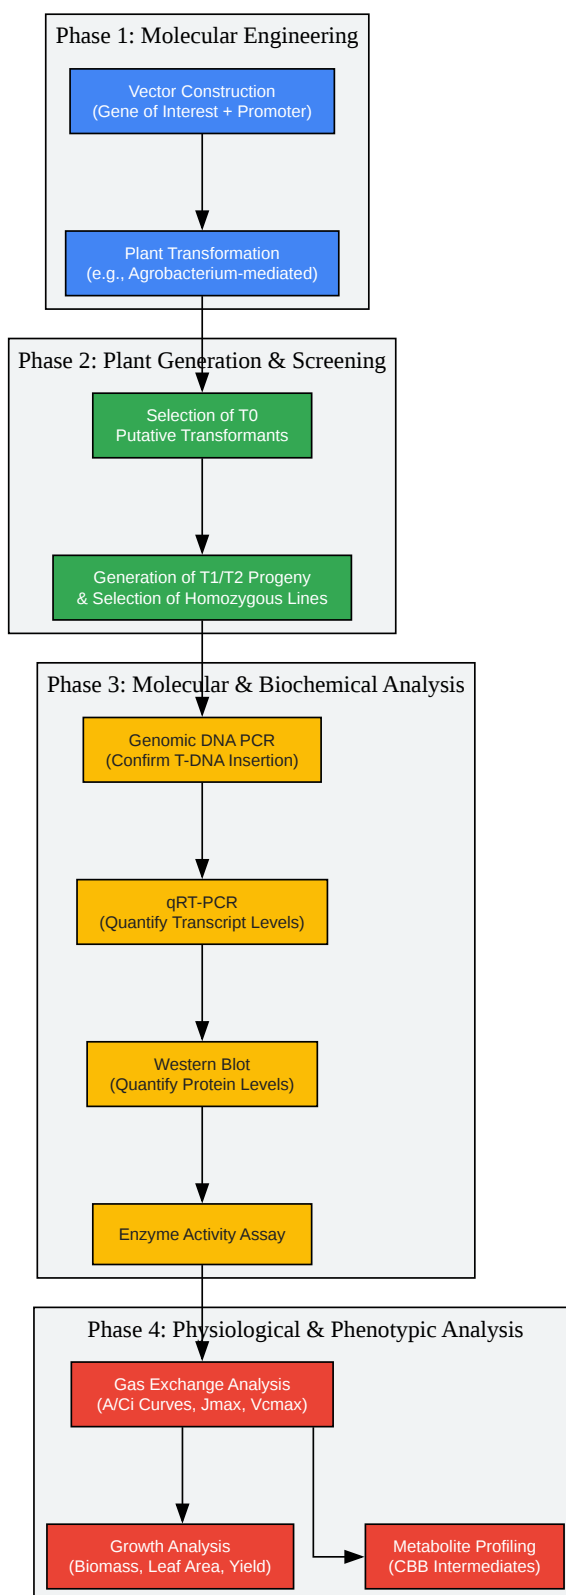 Phase 1: Molecular Engineering
Vector Construction
(Gene of Interest + Promoter)
Plant Transformation
(e.g., Agrobacterium-mediated)
Phase 2: Plant Generation & Screening
Selection of T0
Putative Transformants
Generation of T1/T2 Progeny
& Selection of Homozygous Lines
Phase 3: Molecular & Biochemical Analysis
Genomic DNA PCR
(Confirm T-DNA Insertion)
qRT-PCR
(Quantify Transcript Levels)
Western Blot
(Quantify Protein Levels)
Enzyme Activity Assay
Phase 4: Physiological & Phenotypic Analysis
Gas Exchange Analysis
(A/Ci Curves, Jmax, Vcmax)
Growth Analysis
(Biomass, Leaf Area, Yield)
Metabolite Profiling
(CBB Intermediates)